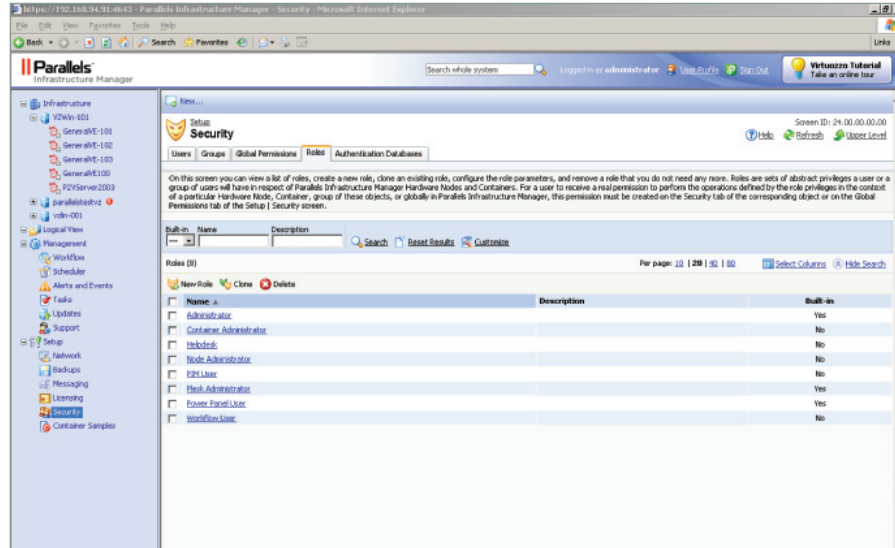 https://192.168.94.91:4643 - Parallels Infrastructure Manager - Security - Microsoft Internet Explorer
File Edit View Favorites Tools Help
Back Search Favorites
Links
Parallels
Infrastructure Manager
Search whole system
Logged in as administrator User Profile Sign Out
Virtuozzo Tutorial
Take an online tour
Infrastructure
VZWin-101
GeneralVE-101
GeneralVE-102
GeneralVE-103
GeneralVE100
P2VServer2003
parallelstestvz
vzlin-001
Logical View
Management
Workflow
Scheduler
Alerts and Events
Tasks
Updates
Support
Setup
Network
Backups
Messaging
Licensing
Security
Container Samples
New...
Setup
Security
Screen ID: 24.00.00.00.00
Help Refresh Upper Level
Users Groups Global Permissions Roles Authentication Databases
On this screen you can view a list of roles, create a new role, clone an existing role, configure the role parameters, and remove a role that you do not need any more. Roles are sets of abstract privileges a user or a
group of users will have in respect of Parallels Infrastructure Manager Hardware Nodes and Containers. For a user to receive a real permission to perform the operations defined by the role privileges in the context
of a particular Hardware Node, Container, group of these objects, or globally in Parallels Infrastructure Manager, this permission must be created on the Security tab of the corresponding object or on the Global
Permissions tab of the Setup | Security screen.
Built-in Name Description
---
Search Reset Results Customize
Roles (8)
Per page: 10 | 20 | 40 | 80
Select Columns Hide Search
New Role Clone Delete
Name Description Built-in
Administrator Yes
Container Administrator No
Helpdesk No
Node Administrator No
PIM User No
Plesk Administrator Yes
Power Panel User Yes
Workflow User No